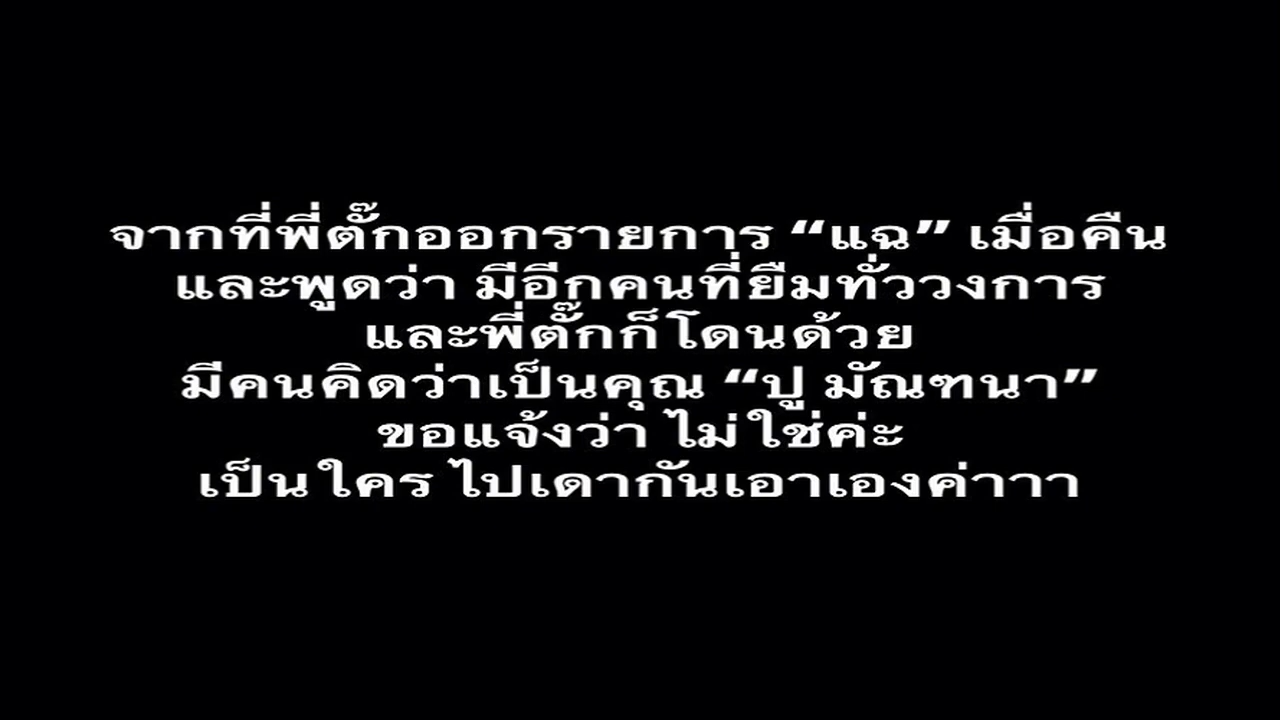 จากที่พี่ตั๊กออกรายการ “แฉ” เมื่อคืน
และพูดว่า มีอีกคนที่ยืมทั่ววงการ
และพี่ตั๊กก็โดนด้วย
มีคนคิดว่าเป็นคุณ “ปู มัณฑนา”
ขอแจ้งว่า ไม่ใช่ค่ะ
เป็นใคร ไปเดากันเอาเองค่าาา